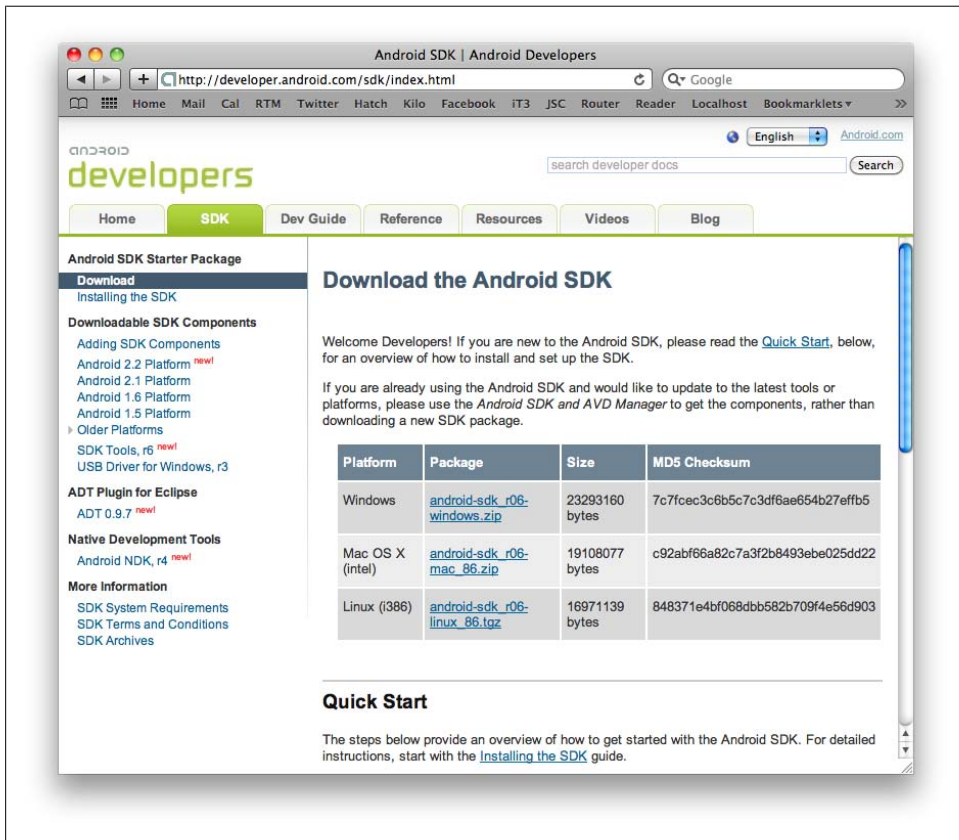 Android SDK | Android Developers
http://developer.android.com/sdk/index.html
Google
Home Mail Cal RTM Twitter Hatch Kilo Facebook iT3 JSC Router Reader Localhost Bookmarklets
English
Android.com
android
developers
search developer docs
Search
Home SDK Dev Guide Reference Resources Videos Blog
Android SDK Starter Package
Download
Installing the SDK
Downloadable SDK Components
Adding SDK Components
Android 2.2 Platform new!
Android 2.1 Platform
Android 1.6 Platform
Android 1.5 Platform
Older Platforms
SDK Tools, r6 new!
USB Driver for Windows, r3
ADT Plugin for Eclipse
ADT 0.9.7 new!
Native Development Tools
Android NDK, r4 new!
More Information
SDK System Requirements
SDK Terms and Conditions
SDK Archives
Download the Android SDK
Welcome Developers! If you are new to the Android SDK, please read the Quick Start, below,
for an overview of how to install and set up the SDK.
If you are already using the Android SDK and would like to update to the latest tools or
platforms, please use the Android SDK and AVD Manager to get the components, rather than
downloading a new SDK package.
Platform Package Size MD5 Checksum
Windows android-sdk_r06- 23293160 7c7fcec3c6b5c7c3df6ae654b27effb5
windows.zip bytes
Mac OS X android-sdk_r06- 19108077 c92abf66a82c7a3f2b8493ebe025dd22
(intel) mac_86.zip bytes
Linux (i386) android-sdk_r06- 16971139 848371e4bf068dbb582b709f4e56d903
linux_86.tgz bytes
Quick Start
The steps below provide an overview of how to get started with the Android SDK. For detailed
instructions, start with the Installing the SDK guide.